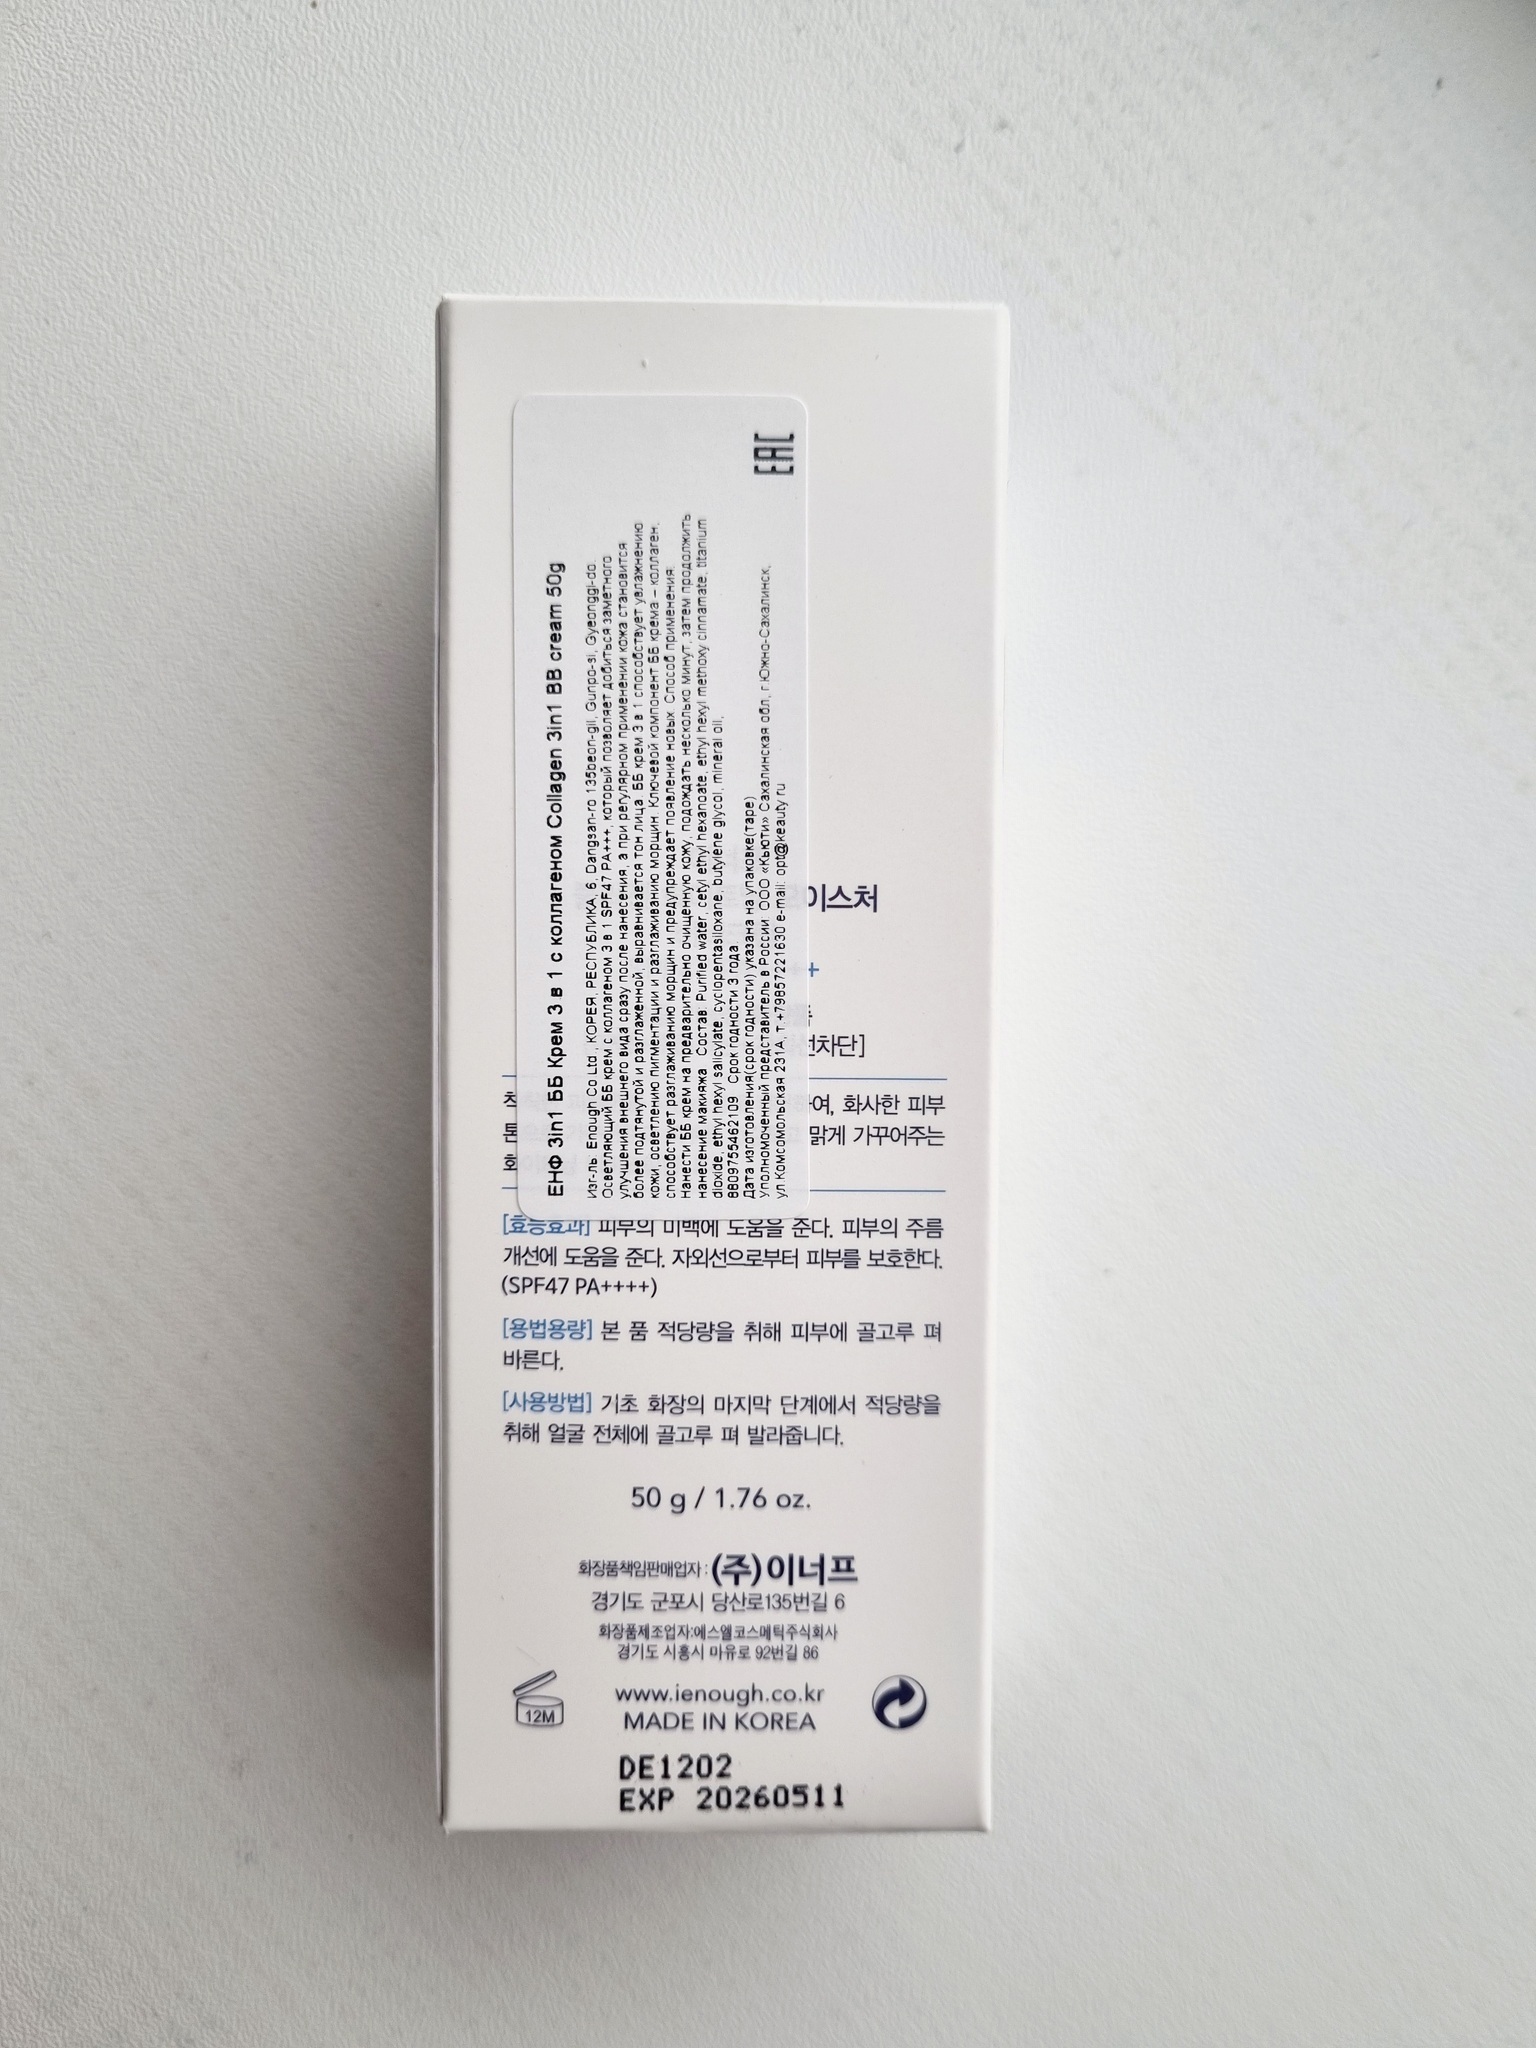 ЕНФ 3in1 ББ Крем 3 в 1 с коллагеном Collagen 3in1 BB cream 50g
Изг-ль: Enough Co Ltd., КОРЕЯ, РЕСПУБЛИКА, 6, Dangsan-ro 135beon-gil, Gunpo-si, Gyeonggi-do.
Осветляющий ББ крем с коллагеном 3 в 1 SPF47 PA+++, который позволяет добиться заметного
улучшения внешнего вида сразу после нанесения, а при регулярном применении кожа становится
более подтянутой и разглаженной, выравнивается тон лица. ББ крем 3 в 1 способствует увлажнению
кожи, осветлению пигментации и разглаживанию морщин. Ключевой компонент ББ крема – коллаген,
способствует разглаживанию морщин и предупреждает появление новых. Способ применения:
Нанести ББ крем на предварительно очищенную кожу, подождать несколько минут, затем продолжить
нанесение макияжа. Состав: Purified water, cetyl ethyl hexanoate, ethyl hexyl methoxy cinnamate, titanium
dioxide, ethyl hexyl salicylate, cyclopentasiloxane, butylene glycol, mineral oil,
8809755462109 Срок годности 3 года
Дата изготовления(срок годности) указана на упаковке(таре)
Уполномоченный представитель в России: ООО «Кьюти» Сахалинская обл, г.Южно-Сахалинск,
ул.Комсомольская 231А, т.+79857221630 e-mail: opt@keauty.ru
EAC
이스처
+
차단]
여, 화사한 피부
톤
맑게 가꾸어주는
[효능효과] 피부의 미백에 도움을 준다. 피부의 주름
개선에 도움을 준다. 자외선으로부터 피부를 보호한다.
(SPF47 PA++++)
[용법용량] 본 품 적당량을 취해 피부에 골고루 펴
바른다.
[사용방법] 기초 화장의 마지막 단계에서 적당량을
취해 얼굴 전체에 골고루 펴 발라줍니다.
50 g / 1.76 oz.
화장품책임판매업자 : (주)이너프
경기도 군포시 당산로135번길 6
화장품제조업자:에스엘코스메틱주식회사
경기도 시흥시 마유로 92번길 86
12M
www.ienough.co.kr
MADE IN KOREA
DE1202
EXP 20260511